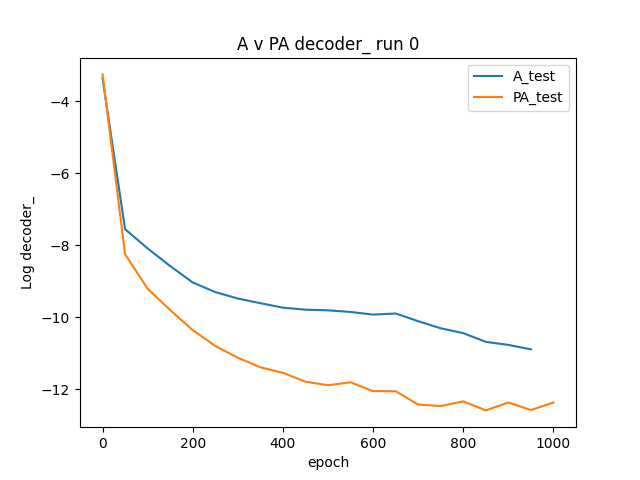 A v PA decoder_ run 0
A_test
PA_test
Log decoder_
−4
−6
−8
−10
−12
0
200
400
600
800
1000
epoch